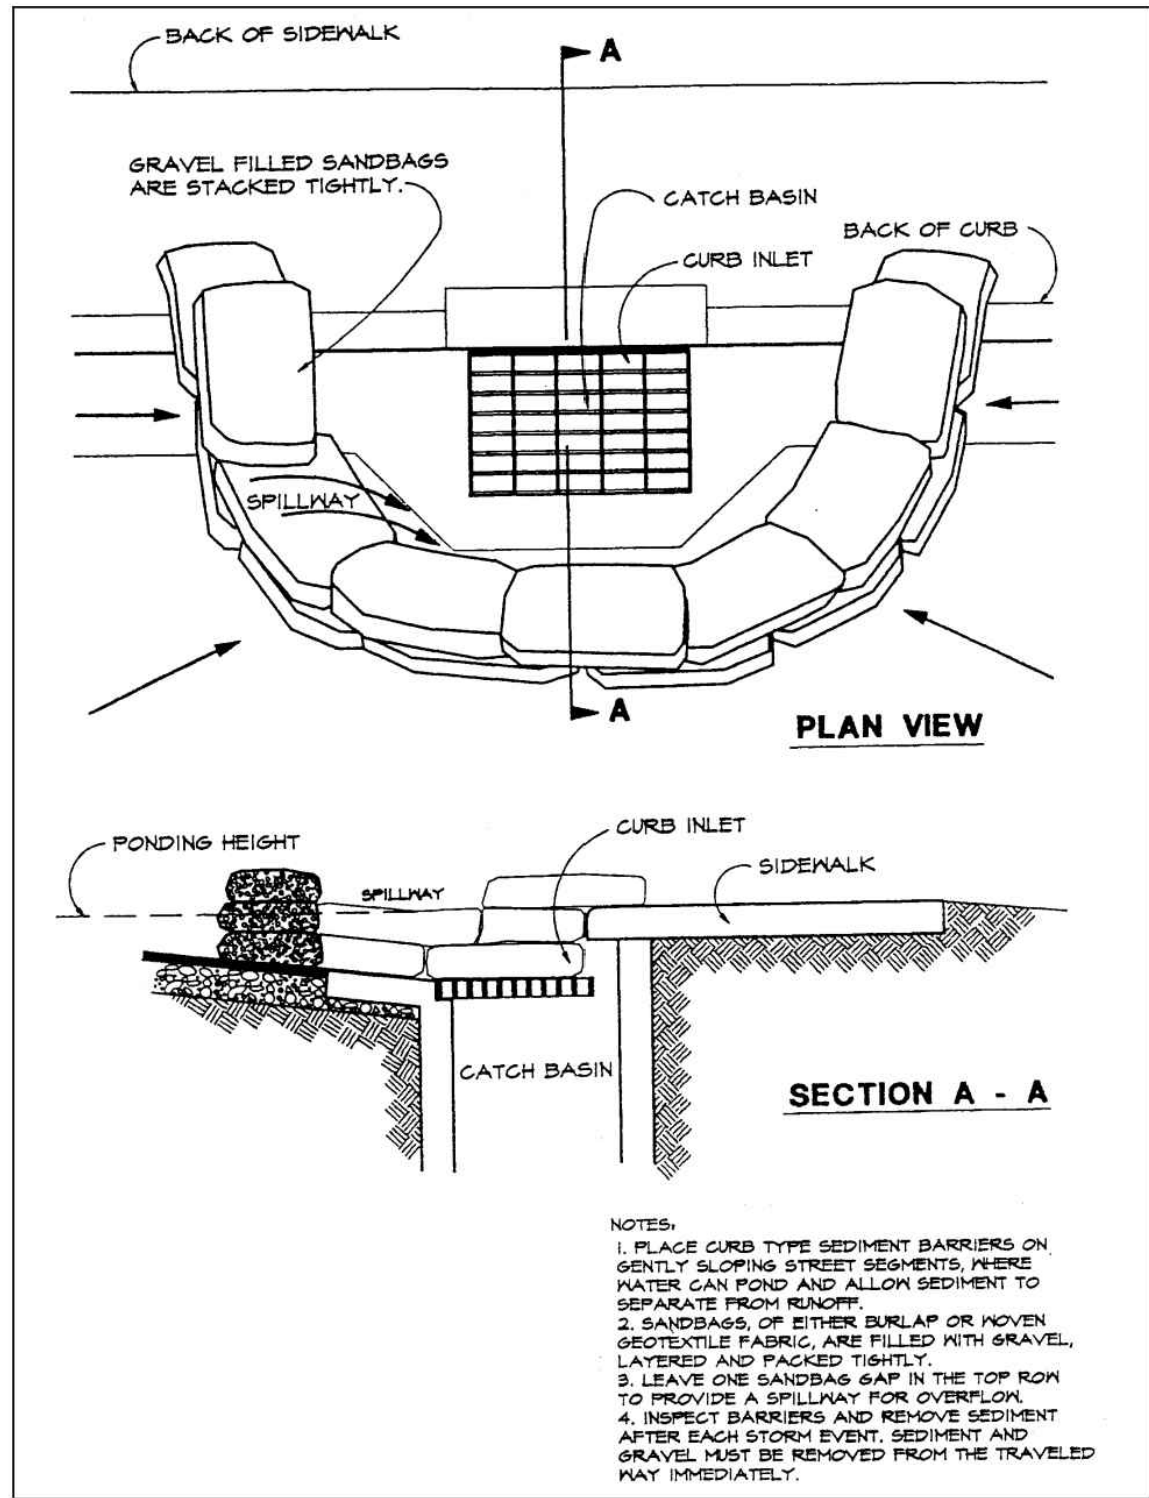 BACK OF SIDEWALK
A
GRAVEL FILLED SANDBAGS
ARE STACKED TIGHTLY.
CATCH BASIN
BACK OF CURB
CURB INLET
SPILLWAY
A
PLAN VIEW
PONDING HEIGHT
CURB INLET
SIDEWALK
SPILLWAY
CATCH BASIN
SECTION A - A
NOTES:
1. PLACE CURB TYPE SEDIMENT BARRIERS ON
GENTLY SLOPING STREET SEGMENTS, WHERE
WATER CAN POND AND ALLOW SEDIMENT TO
SEPARATE FROM RUNOFF.
2. SANDBAGS, OF EITHER BURLAP OR WOVEN
GEOTEXTILE FABRIC, ARE FILLED WITH GRAVEL,
LAYERED AND PACKED TIGHTLY.
3. LEAVE ONE SANDBAG GAP IN THE TOP ROW
TO PROVIDE A SPILLWAY FOR OVERFLOW.
4. INSPECT BARRIERS AND REMOVE SEDIMENT
AFTER EACH STORM EVENT. SEDIMENT AND
GRAVEL MUST BE REMOVED FROM THE TRAVELED
WAY IMMEDIATELY.